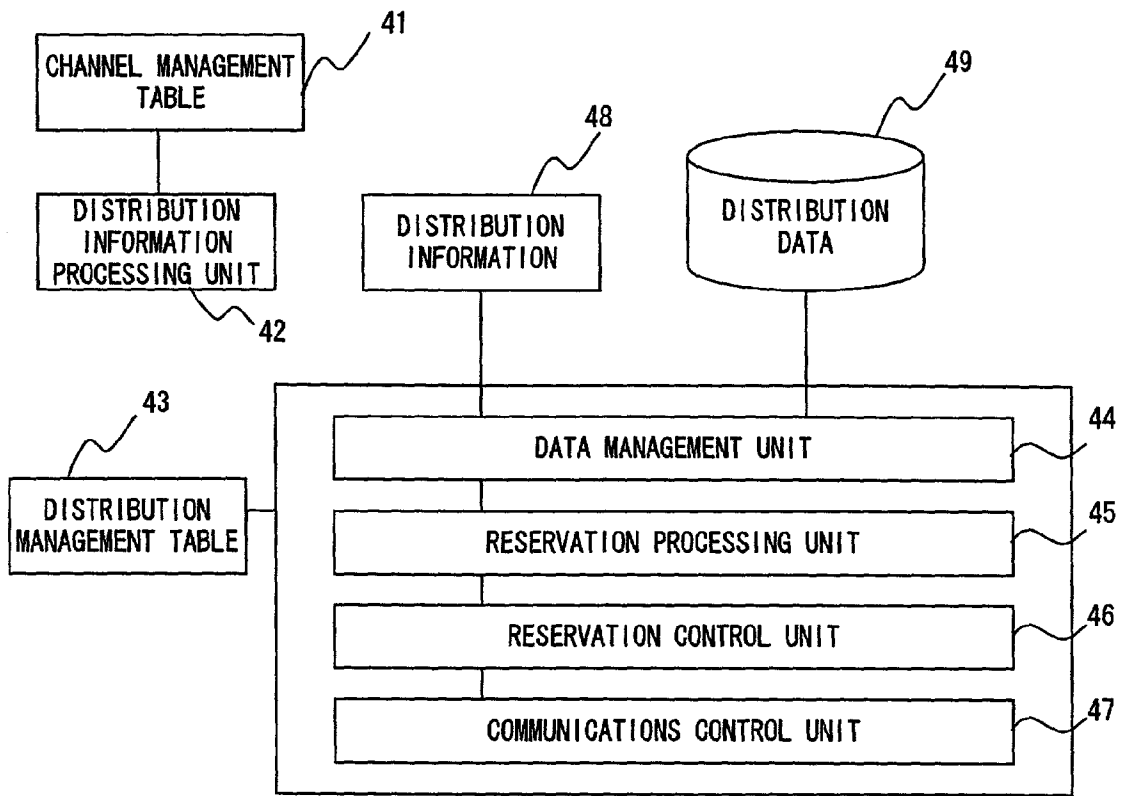 41
CHANNEL MANAGEMENT
TABLE
49
48
DISTRIBUTION
INFORMATION
PROCESSING UNIT
DISTRIBUTION
INFORMATION
DISTRIBUTION
DATA
42
43
DISTRIBUTION
MANAGEMENT TABLE
DATA MANAGEMENT UNIT
44
RESERVATION PROCESSING UNIT
45
RESERVATION CONTROL UNIT
46
COMMUNICATIONS CONTROL UNIT
47